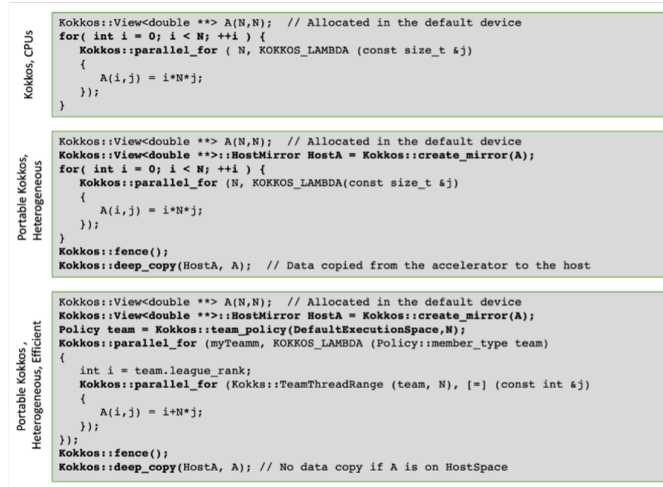 Kokkos, CPUs
Kokkos::View<double **> A(N,N);  // Allocated in the default device
for( int i = 0; i < N; ++i ) {
   Kokkos::parallel_for ( N, KOKKOS_LAMBDA (const size_t &j)
   {
      A(i,j) = i*N*j;
   });
}
Portable Kokkos,
Heterogeneous
Kokkos::View<double **> A(N,N);  // Allocated in the default device
Kokkos::View<double **>::HostMirror HostA = Kokkos::create_mirror(A);
for( int i = 0; i < N; ++i ) {
   Kokkos::parallel_for (N, KOKKOS_LAMBDA(const size_t &j)
   {
      A(i,j) = i*N*j;
   });
}
Kokkos::fence();
Kokkos::deep_copy(HostA, A);  // Data copied from the accelerator to the host
Portable Kokkos ,
Heterogeneous, Efficient
Kokkos::View<double **> A(N,N);  // Allocated in the default device
Kokkos::View<double **>::HostMirror HostA = Kokkos::create_mirror(A);
Policy team = Kokkos::team_policy(DefaultExecutionSpace,N);
Kokkos::parallel_for (myTeamm, KOKKOS_LAMBDA (Policy::member_type team)
{
   int i = team.league_rank;
   Kokkos::parallel_for (Kokks::TeamThreadRange (team, N), [=] (const int &j)
   {
      A(i,j) = i+N*j;
   });
});
Kokkos::fence();
Kokkos::deep_copy(HostA, A); // No data copy if A is on HostSpace